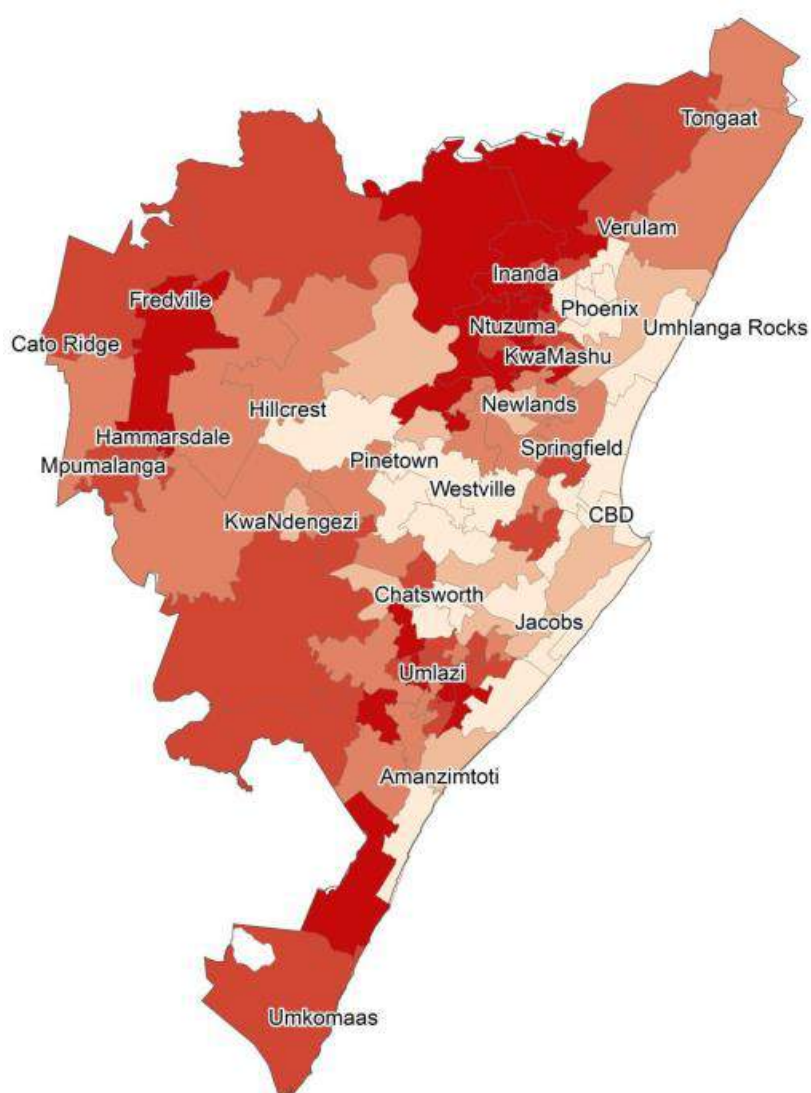 Tongaat
Verulam
Inanda
Fredville
Phoenix
Ntuzuma
Umhlanga Rocks
Cato Ridge
KwaMashu
Hillcrest
Newlands
Hammarsdale
Springfield
Mpumalanga
Pinetown
Westville
CBD
KwaNdengezi
Chatsworth
Jacobs
Umlazi
Amanzimtoti
Umkomaas